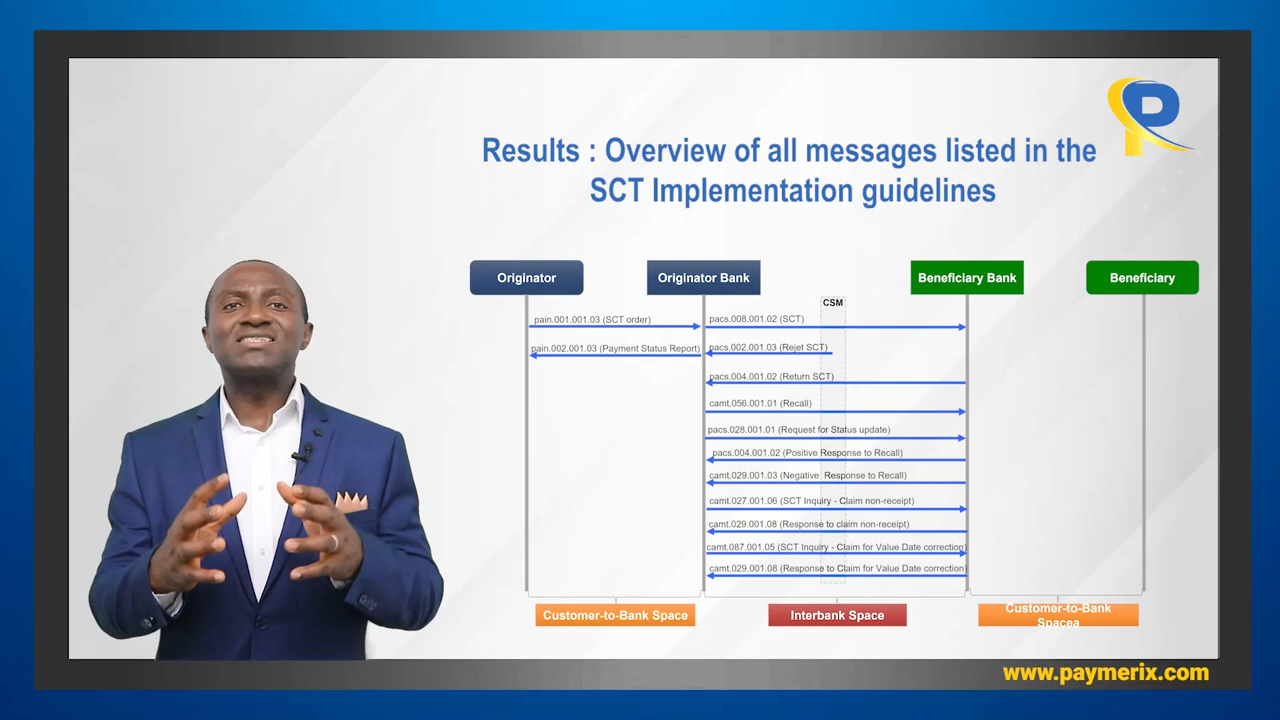 Results : Overview of all messages listed in the
SCT Implementation guidelines
Originator
Originator Bank
Beneficiary Bank
Beneficiary
CSM
pain.001.001.03 (SCT order)
pacs.008.001.02 (SCT)
pain.002.001.03 (Payment Status Report)
pacs.002.001.03 (Rejet SCT)
pacs.004.001.02 (Return SCT)
camt.056.001.01 (Recall)
pacs.028.001.01 (Request for Status update)
pacs.004.001.02 (Positive Response to Recall)
camt.029.001.03 (Negative Response to Recall)
camt.027.001.06 (SCT Inquiry - Claim non-receipt)
camt.029.001.08 (Response to claim non-receipt)
camt.087.001.05 (SCT Inquiry - Claim for Value Date correction)
camt.029.001.08 (Response to Claim for Value Date correction)
Customer-to-Bank Space
Interbank Space
Customer-to-Bank
Spacea
www.paymerix.com